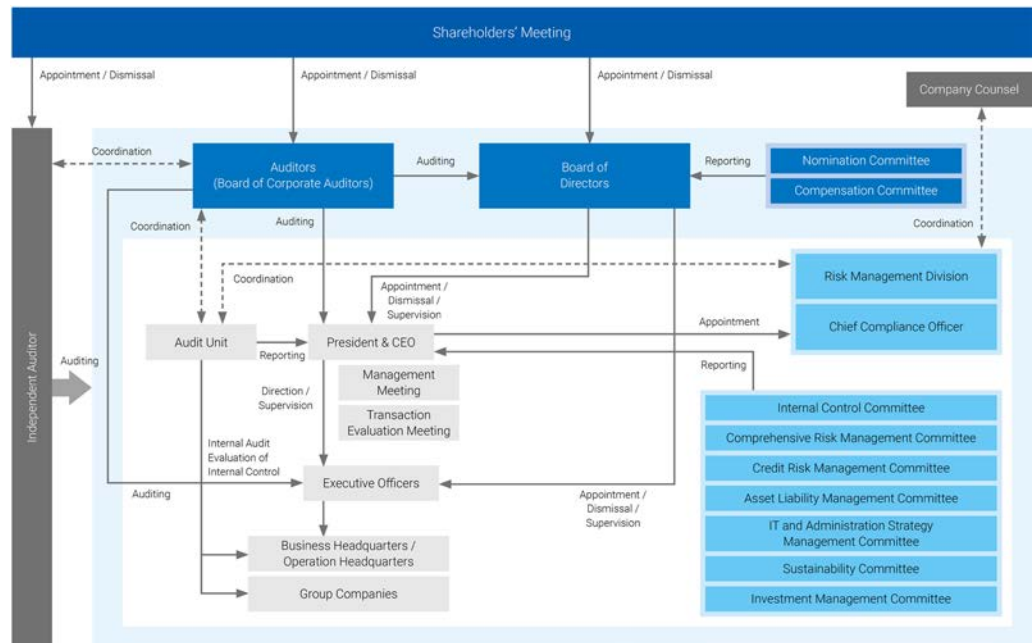 Shareholders' Meeting
Appointment / Dismissal
Appointment / Dismissal
Appointment / Dismissal
Company Counsel
Coordination
Auditors
(Board of Corporate Auditors)
Auditing
Board of
Directors
Reporting
Nomination Committee
Compensation Committee
Coordination
Auditing
Coordination
Coordination
Risk Management Division
Appointment /
Dismissal /
Supervision
Chief Compliance Officer
Appointment
Audit Unit
Reporting
President & CEO
Independent Auditor
Auditing
Reporting
Management
Meeting
Direction /
Supervision
Transaction
Evaluation Meeting
Internal Control Committee
Comprehensive Risk Management Committee
Internal Audit
Evaluation of
Internal Control
Credit Risk Management Committee
Executive Officers
Auditing
Appointment /
Dismissal /
Supervision
Asset Liability Management Committee
IT and Administration Strategy
Management Committee
Business Headquarters /
Operation Headquarters
Sustainability Committee
Group Companies
Investment Management Committee